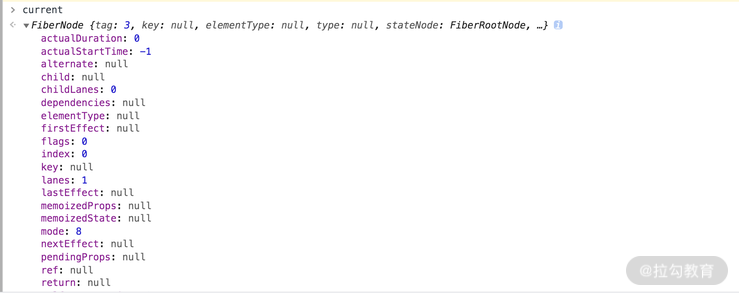 > current
< ▼FiberNode {tag: 3, key: null, elementType: null, type: null, stateNode: FiberRootNode, …} i
actualDuration: 0
actualStartTime: -1
alternate: null
child: null
childLanes: 0
dependencies: null
elementType: null
firstEffect: null
flags: 0
index: 0
key: null
lanes: 1
lastEffect: null
memoizedProps: null
memoizedState: null
mode: 8
nextEffect: null
pendingProps: null
ref: null
return: null
@拉勾教育